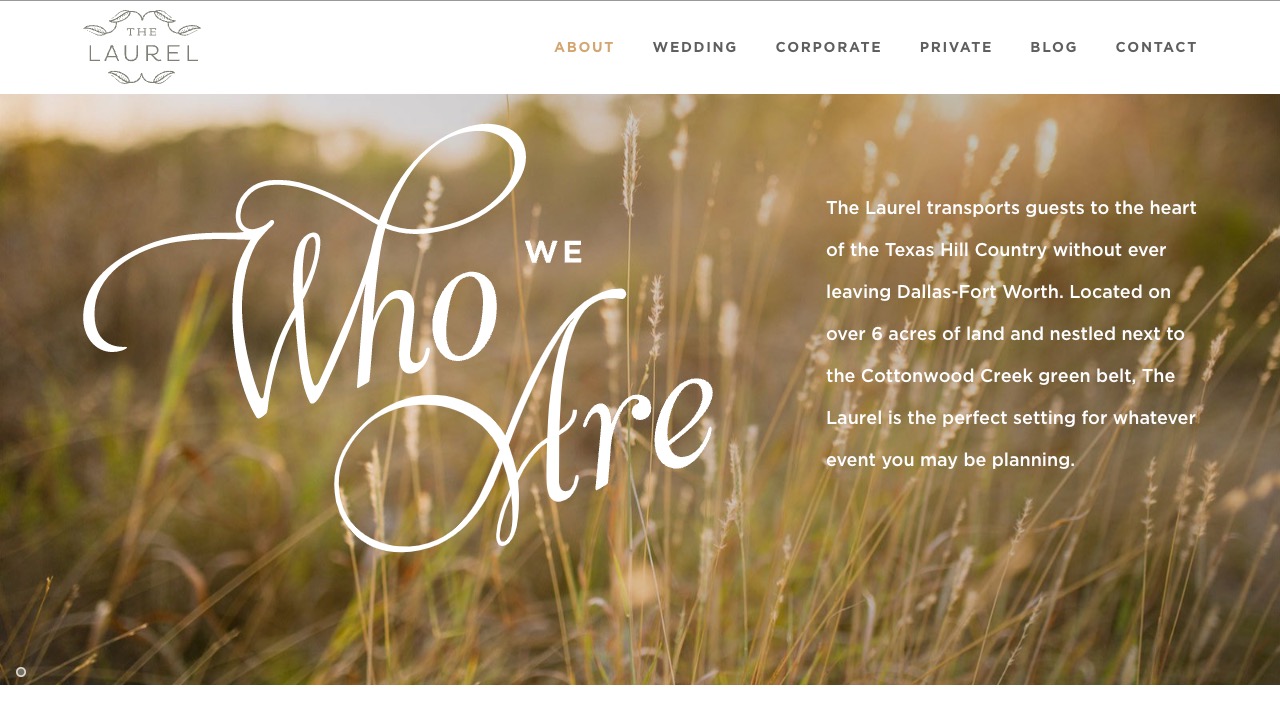 THE
LAUREL
ABOUT WEDDING CORPORATE PRIVATE BLOG CONTACT
Who WE
Are
The Laurel transports guests to the heart
of the Texas Hill Country without ever
leaving Dallas-Fort Worth. Located on
over 6 acres of land and nestled next to
the Cottonwood Creek green belt, The
Laurel is the perfect setting for whatever
event you may be planning.